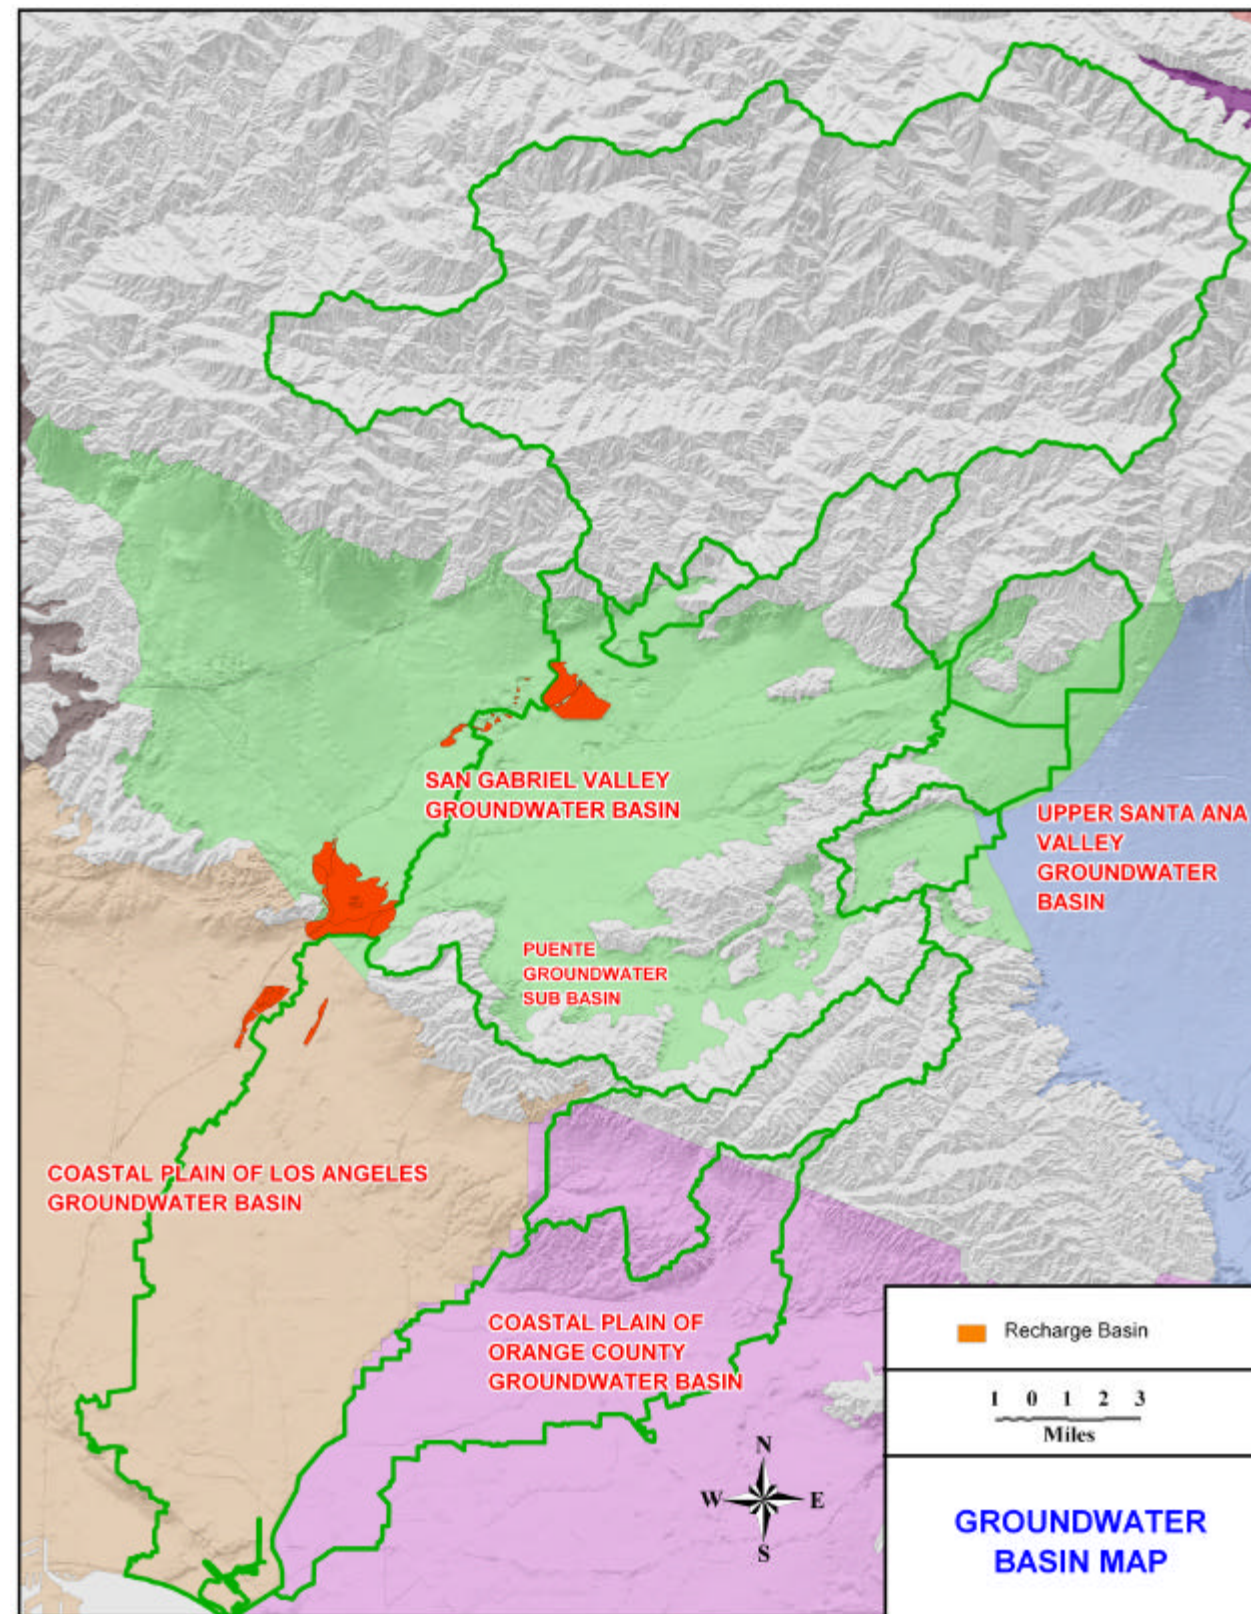 SAN GABRIEL VALLEY
GROUNDWATER BASIN
UPPER SANTA ANA
VALLEY
GROUNDWATER
BASIN
PUENTE
GROUNDWATER
SUB BASIN
COASTAL PLAIN OF LOS ANGELES
GROUNDWATER BASIN
COASTAL PLAIN OF
ORANGE COUNTY
GROUNDWATER BASIN
N
W E
S
Recharge Basin
1 0 1 2 3
Miles
GROUNDWATER
BASIN MAP